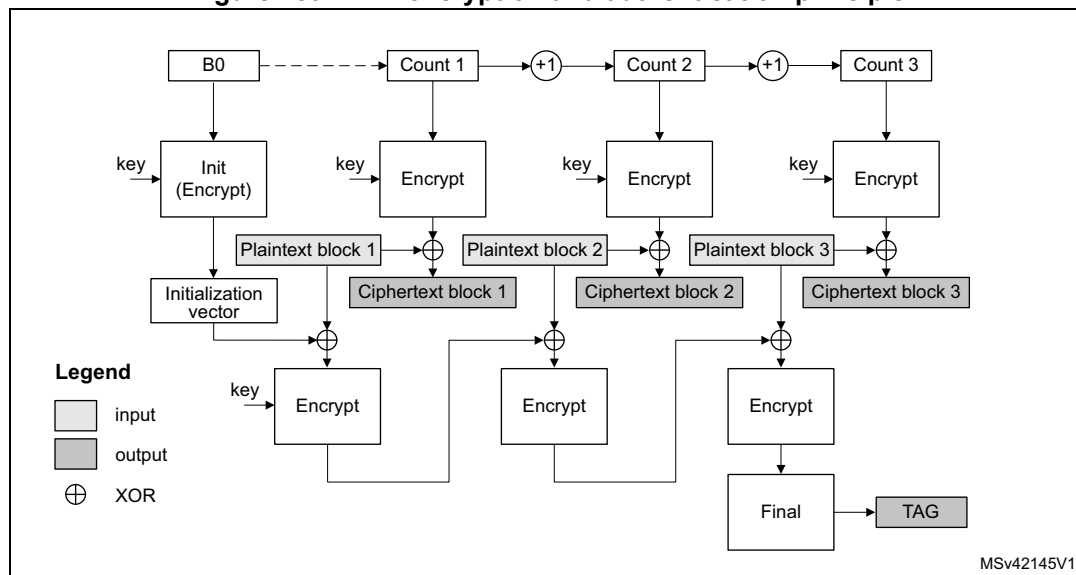 B0
Count 1
+1
Count 2
+1
Count 3
key
Init
(Encrypt)
key
Encrypt
key
Encrypt
key
Encrypt
Plaintext block 1
Plaintext block 2
Plaintext block 3
Ciphertext block 1
Ciphertext block 2
Ciphertext block 3
Initialization
vector
Legend
input
output
XOR
key
Encrypt
Encrypt
Encrypt
Final
TAG
MSv42145V1